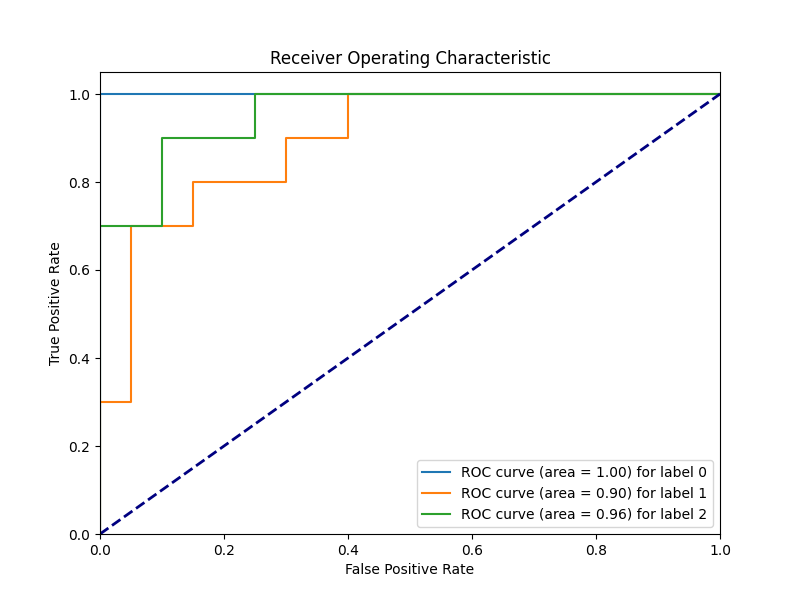 Receiver Operating Characteristic
True Positive Rate
1.0
0.8
0.6
0.4
0.2
0.0
ROC curve (area = 1.00) for label 0
ROC curve (area = 0.90) for label 1
ROC curve (area = 0.96) for label 2
0.0 0.2 0.4 0.6 0.8 1.0
False Positive Rate